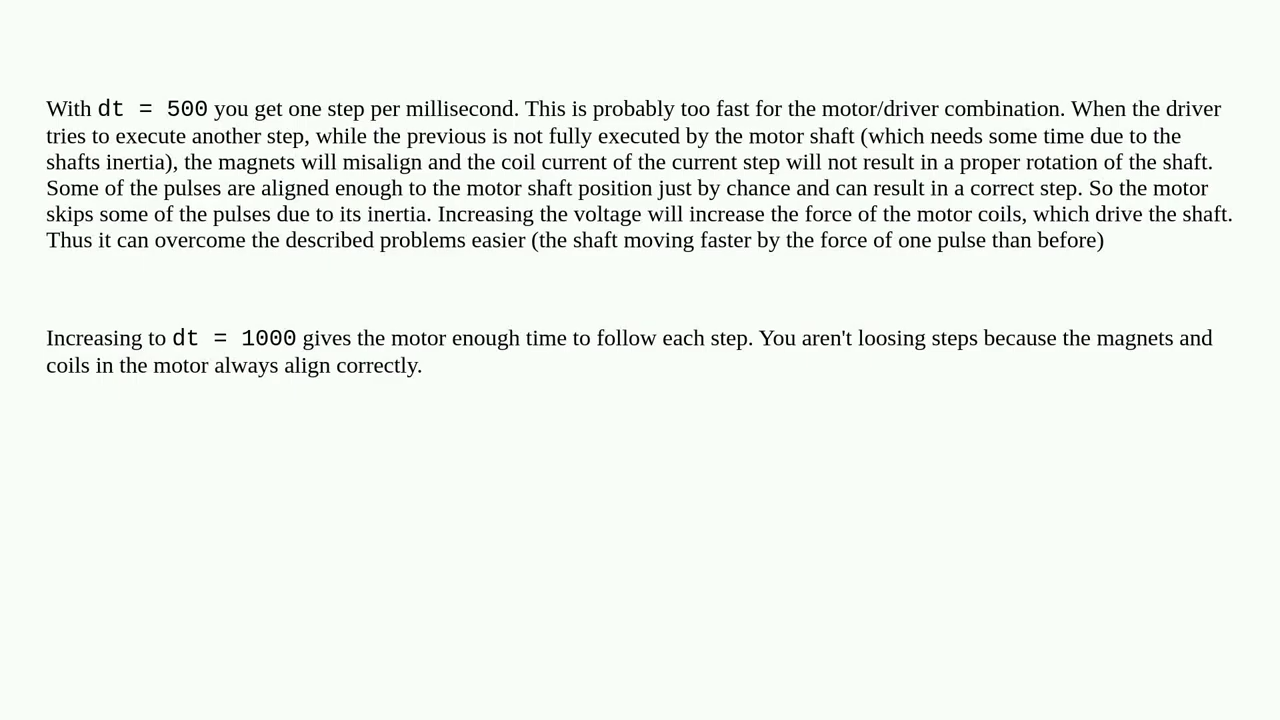 With dt = 500 you get one step per millisecond. This is probably too fast for the motor/driver combination. When the driver
tries to execute another step, while the previous is not fully executed by the motor shaft (which needs some time due to the
shafts inertia), the magnets will misalign and the coil current of the current step will not result in a proper rotation of the shaft.
Some of the pulses are aligned enough to the motor shaft position just by chance and can result in a correct step. So the motor
skips some of the pulses due to its inertia. Increasing the voltage will increase the force of the motor coils, which drive the shaft.
Thus it can overcome the described problems easier (the shaft moving faster by the force of one pulse than before)
Increasing to dt = 1000 gives the motor enough time to follow each step. You aren't loosing steps because the magnets and
coils in the motor always align correctly.